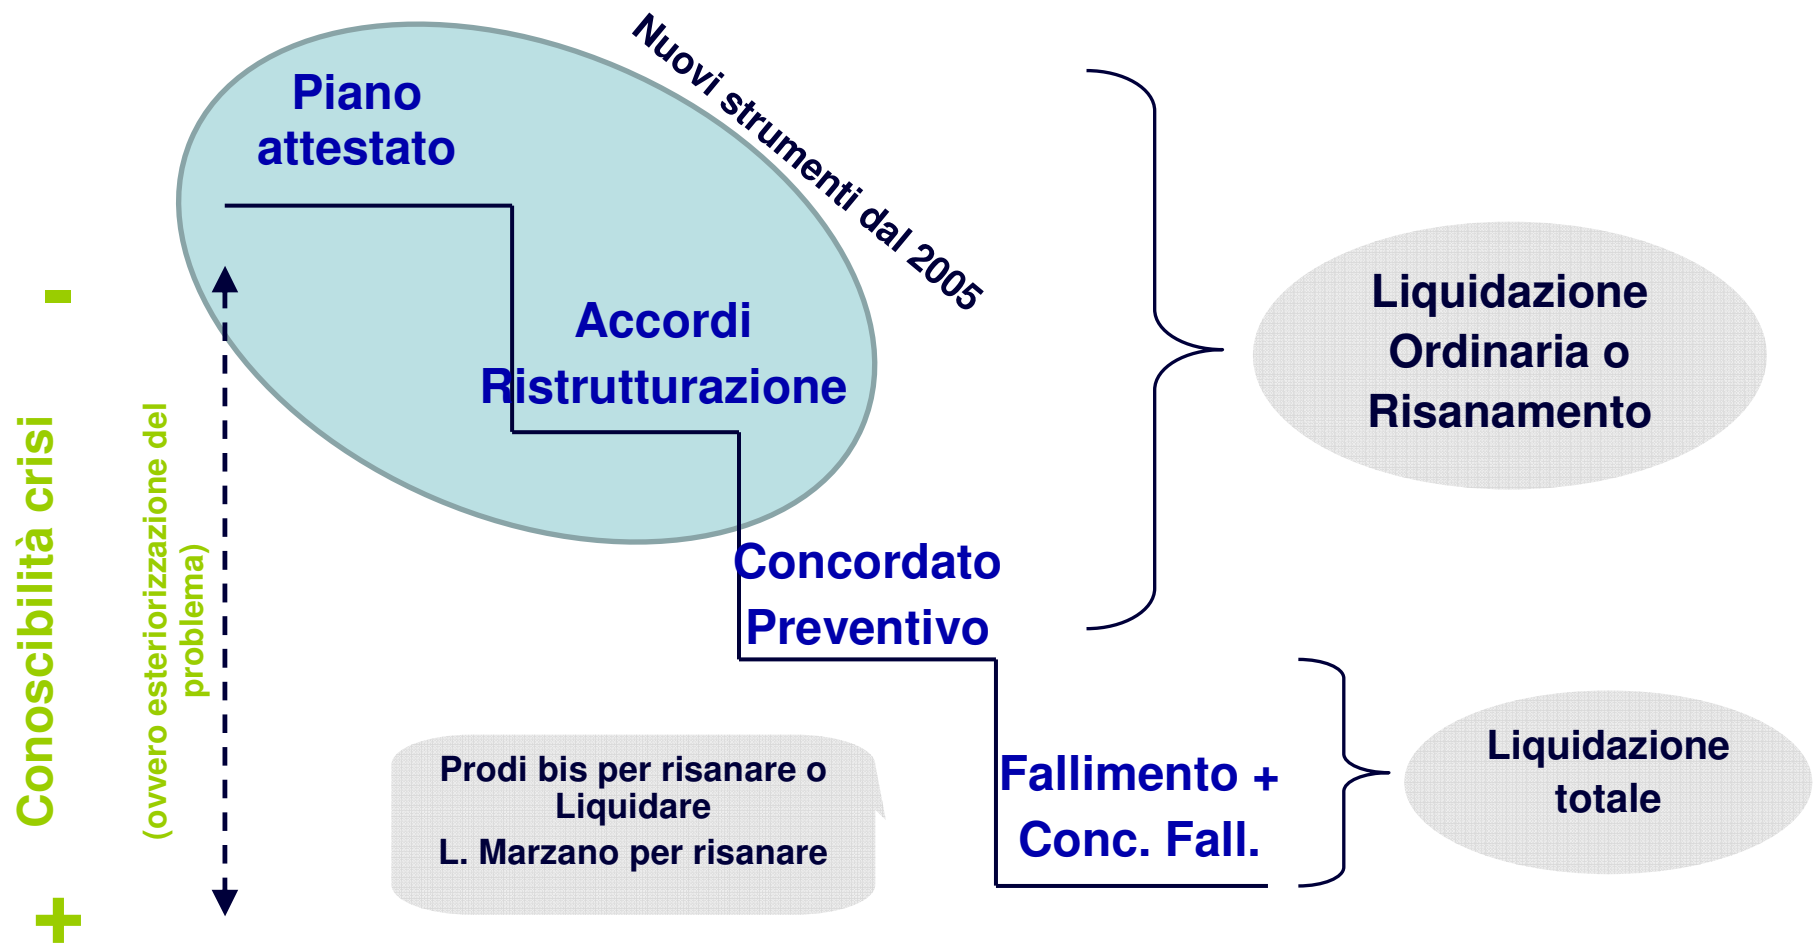 Piano
attestato
Nuovi strumenti dal 2005
Accordi
Ristrutturazione
Concordato
Preventivo
Fallimento +
Conc. Fall.
Liquidazione
Ordinaria o
Risanamento
Liquidazione
totale
Prodi bis per risanare o
Liquidare
L. Marzano per risanare
-
Conoscibilità crisi
+
(ovvero esteriorizzazione del
problema)